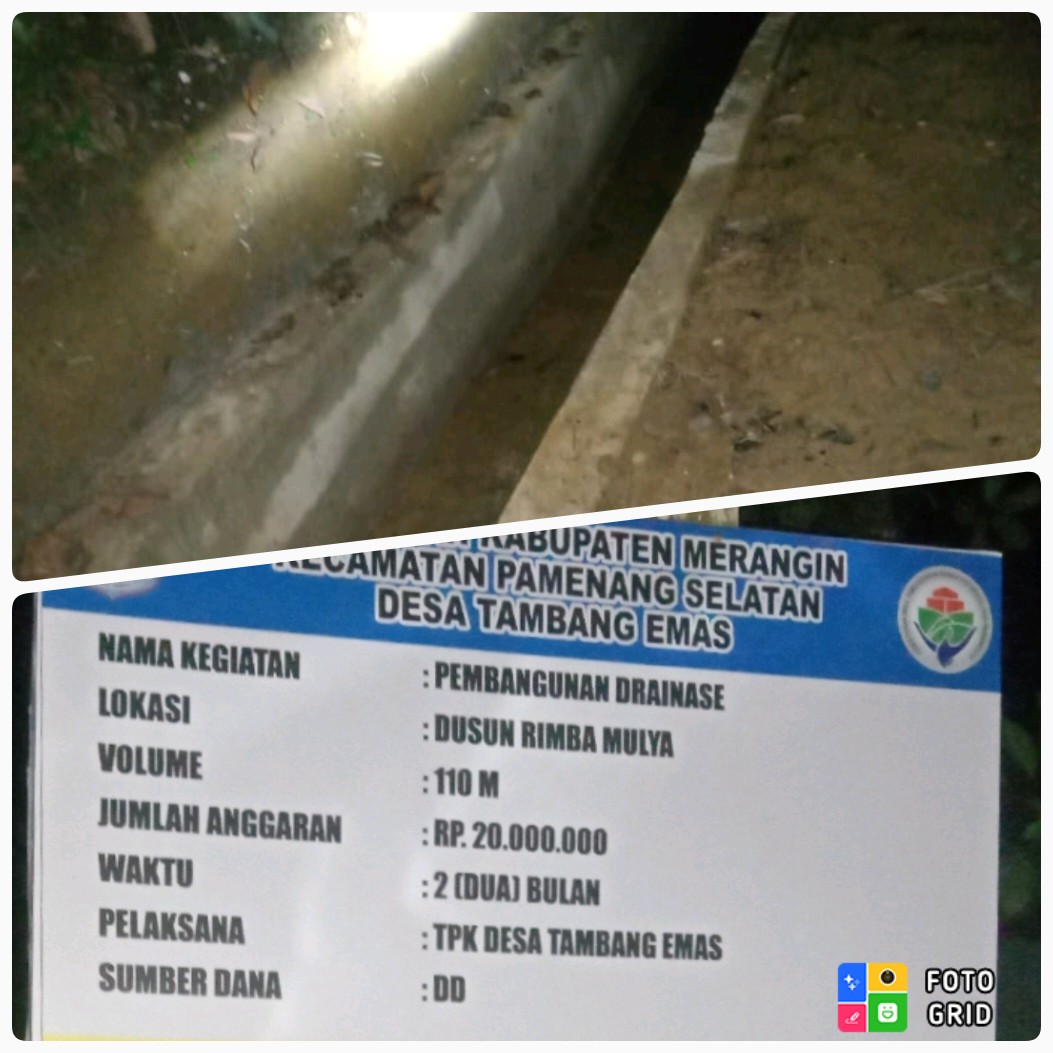 KABUPATEN MERANGIN
KECAMATAN PAMENANG SELATAN
DESA TAMBANG EMAS
NAMA KEGIATAN : PEMBANGUNAN DRAINASE
LOKASI : DUSUN RIMBA MULYA
VOLUME : 110 M
JUMLAH ANGGARAN : RP. 20.000.000
WAKTU : 2 (DUA) BULAN
PELAKSANA : TPK DESA TAMBANG EMAS
SUMBER DANA : DD
FOTO
GRID